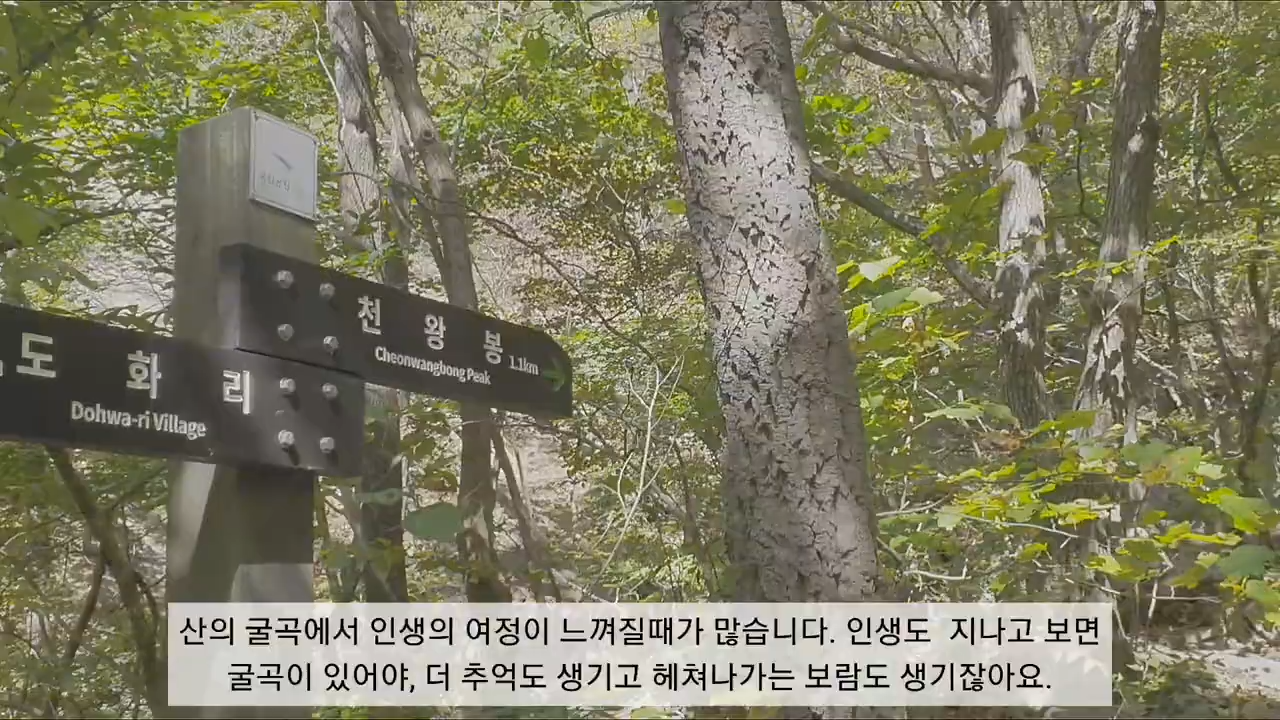 천왕봉
Cheonwangbong Peak 1.1km
도화리
Dohwa-ri Village
산의 굴곡에서 인생의 여정이 느껴질때가 많습니다. 인생도 지나고 보면
굴곡이 있어야, 더 추억도 생기고 헤쳐나가는 보람도 생기잖아요.